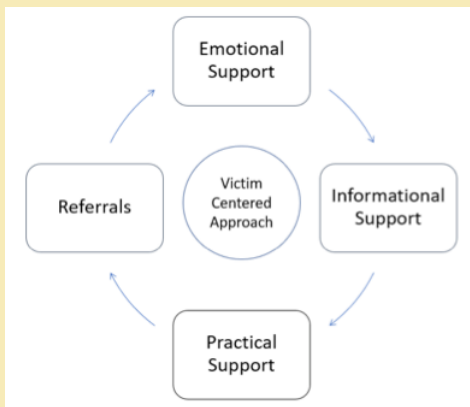 Emotional
Support
Victim
Centered
Approach
Referrals
Informational
Support
Practical
Support